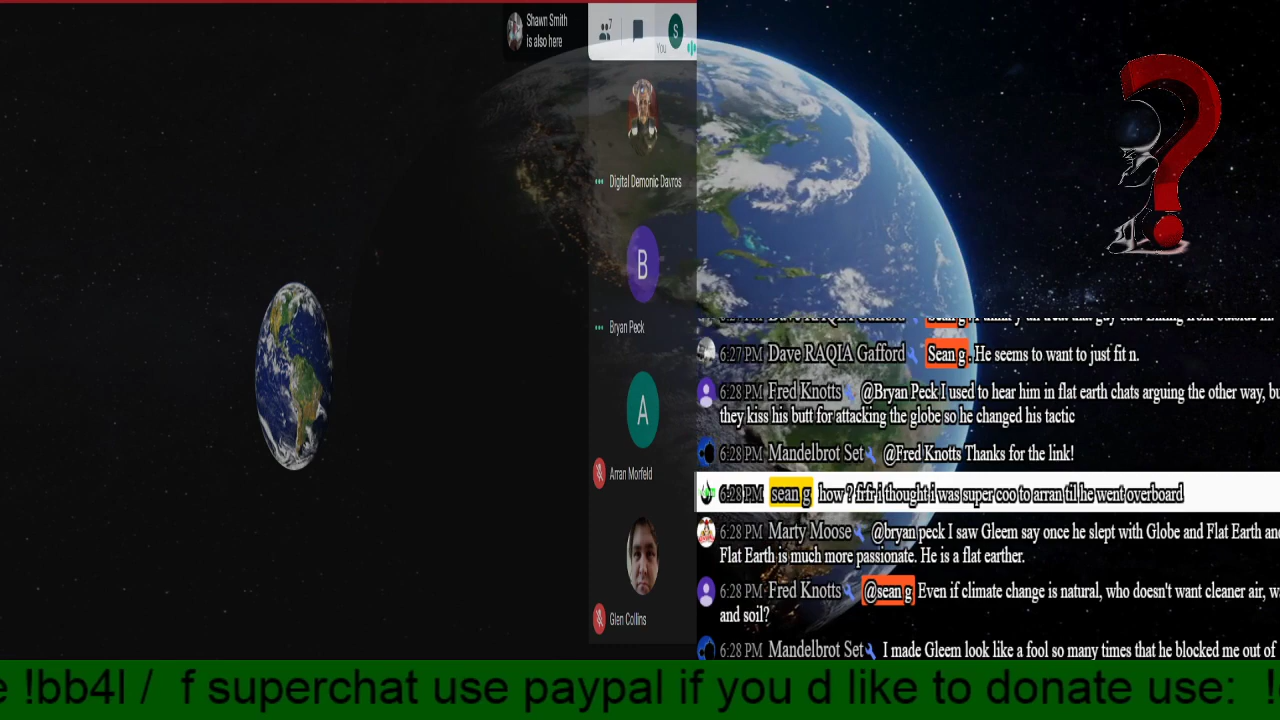 Shawn Smith
is also here
7
You
S
Digital Demonic Davros
B
Bryan Peck
A
Arran Morfeld
Glen Collins
?
6:27 PM Dave RAQIA Gafford Sean g . He seems to want to just fit n.
6:28 PM Fred Knotts @Bryan Peck I used to hear him in flat earth chats arguing the other way, bu
they kiss his butt for attacking the globe so he changed his tactic
6:28 PM Mandelbrot Set @Fred Knotts Thanks for the link!
6:28 PM sean g how ? frfr i thought i was super coo to arran til he went overboard
6:28 PM Marty Moose @bryan peck I saw Gleem say once he slept with Globe and Flat Earth and
Flat Earth is much more passionate. He is a flat earther.
6:28 PM Fred Knotts @sean g Even if climate change is natural, who doesn't want cleaner air, wa
and soil?
6:28 PM Mandelbrot Set I made Gleem look like a fool so many times that he blocked me out of
e !bb4l / f superchat use paypal if you d like to donate use: !